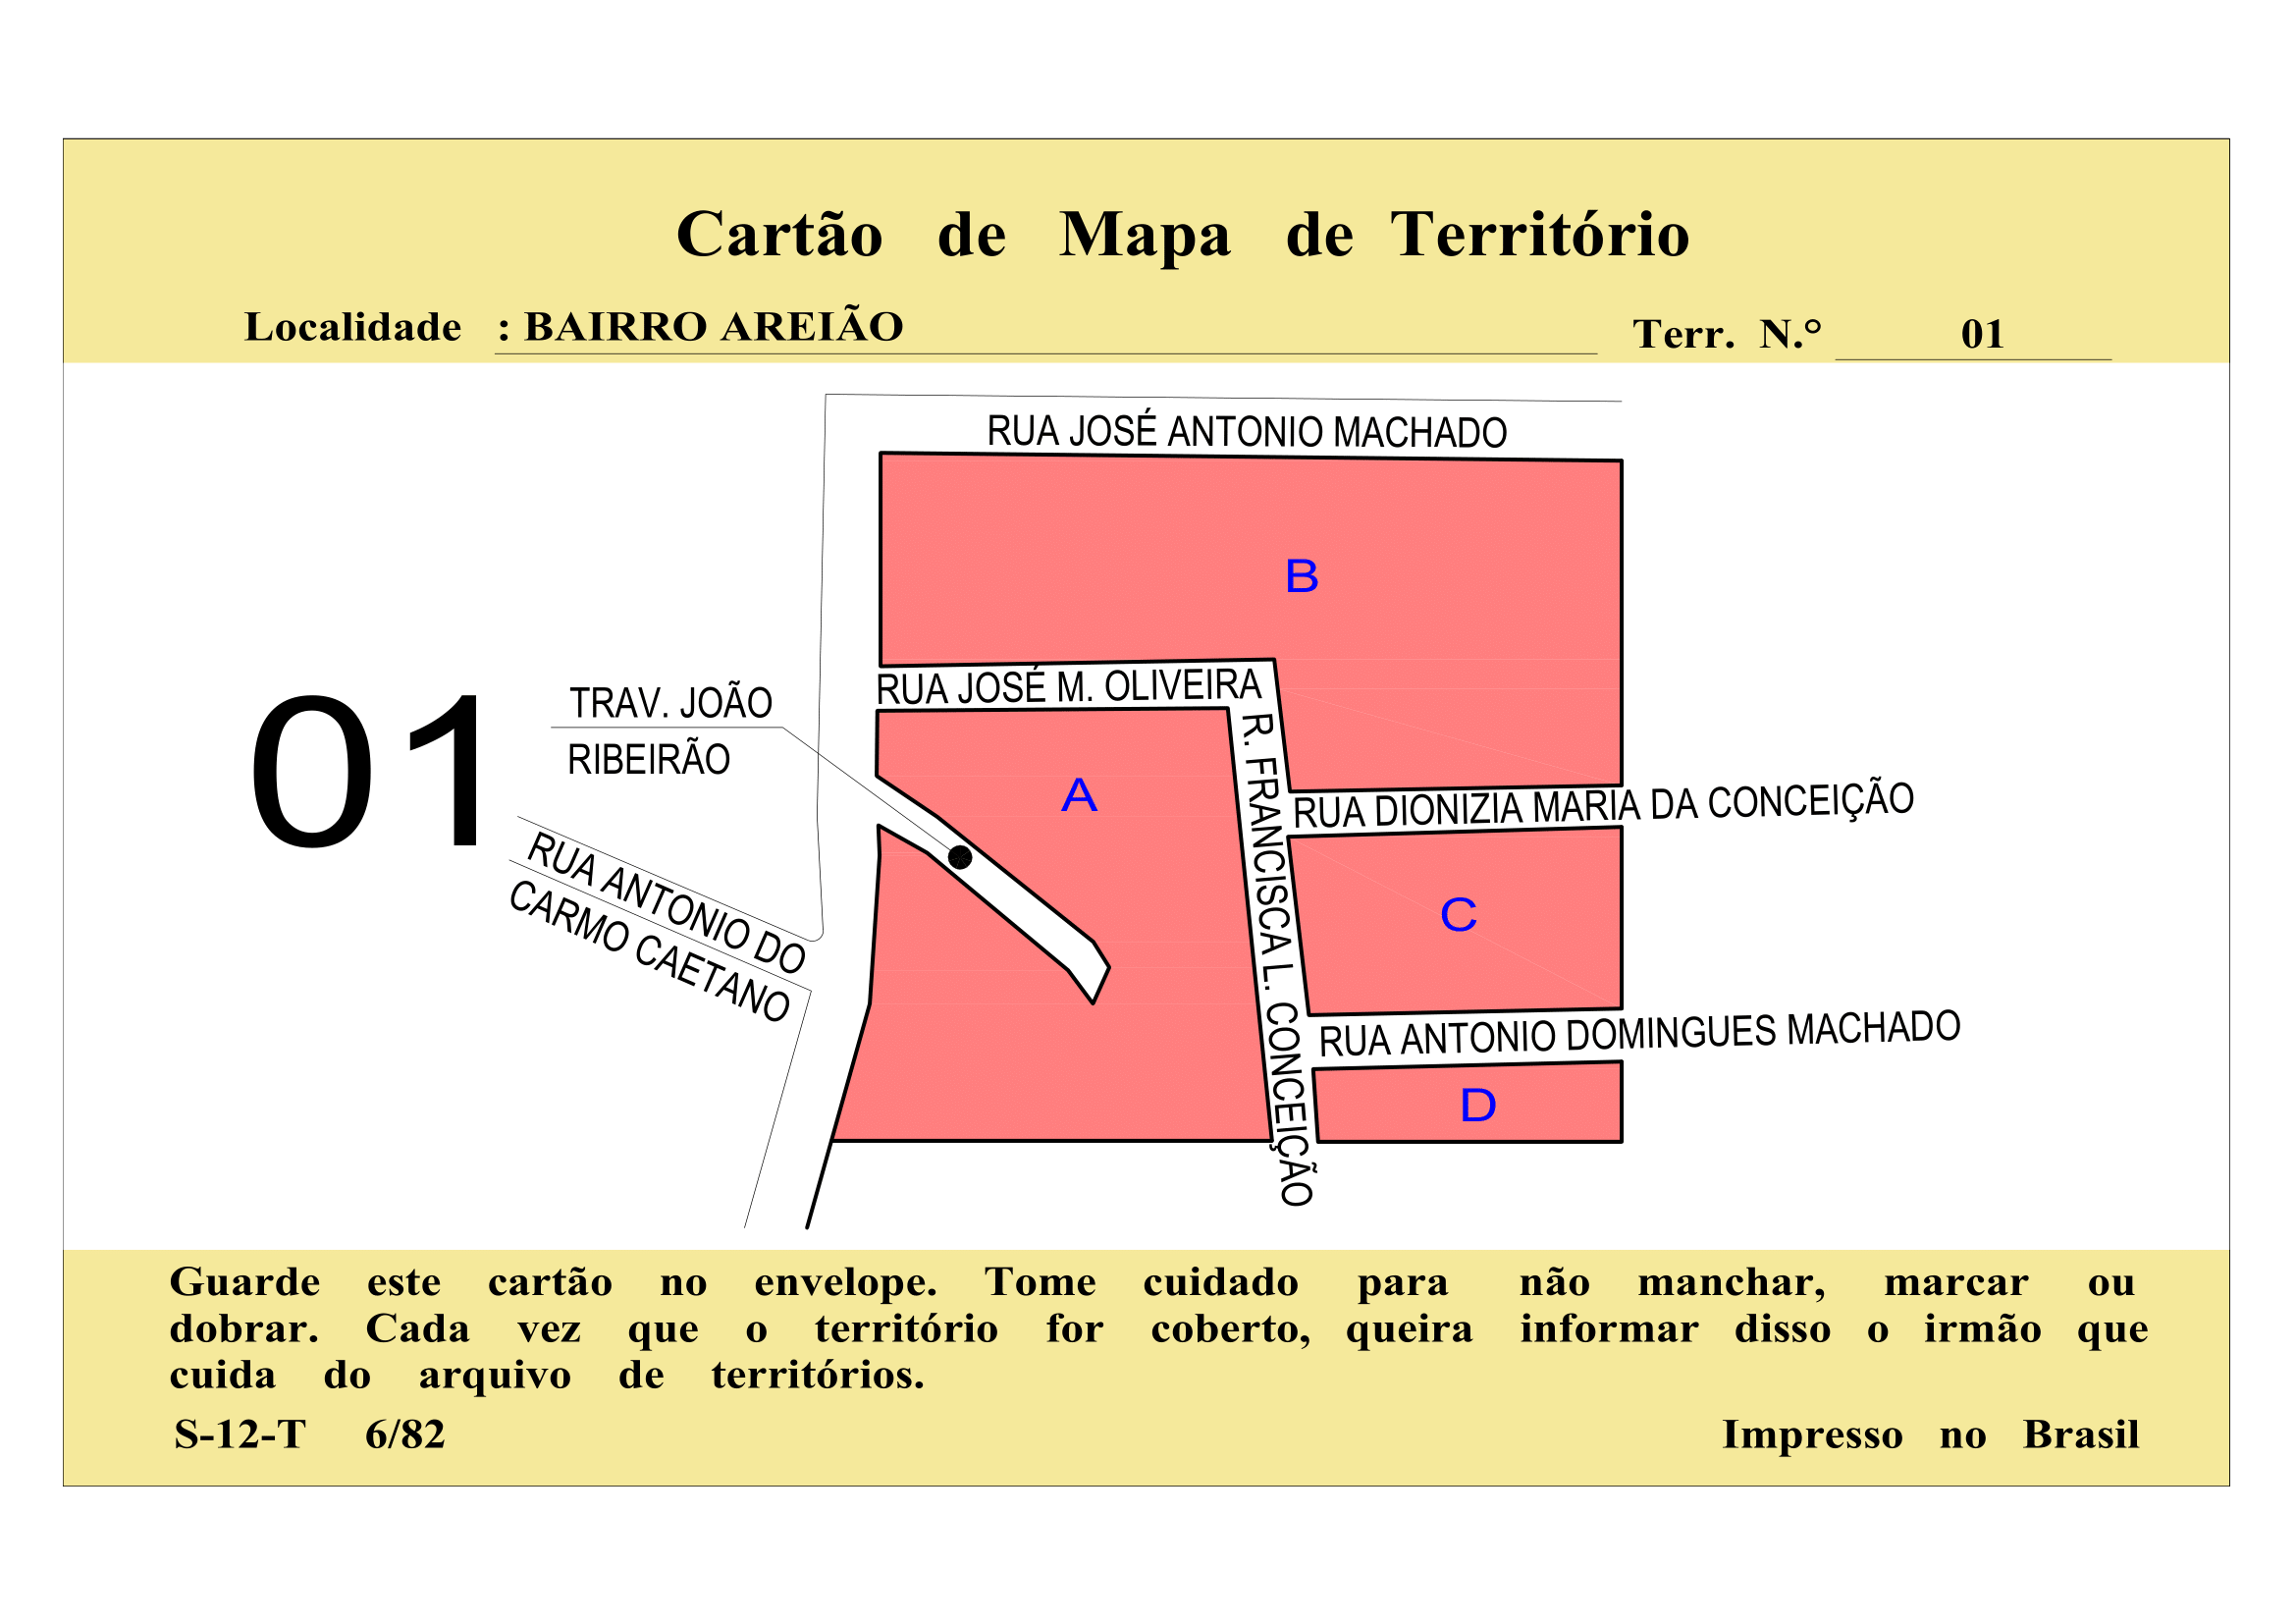 Cartão de Mapa de Território
Localidade : BAIRRO AREIÃO
Terr. N.° 01
RUA JOSÉ ANTONIO MACHADO
B
RUA JOSÉ M. OLIVEIRA
01
TRAV. JOÃO
RIBEIRÃO
A
R. FRANCISCA L. CONCEIÇÃO
RUA DIONIZIA MARIA DA CONCEIÇÃO
RUA ANTONIO DO
CARMO CAETANO
C
RUA ANTONIO DOMINGUES MACHADO
D
Guarde este cartão no envelope. Tome cuidado para não manchar, marcar ou
dobrar. Cada vez que o território for coberto, queira informar disso o irmão que
cuida do arquivo de territórios.
S-12-T 6/82
Impresso no Brasil